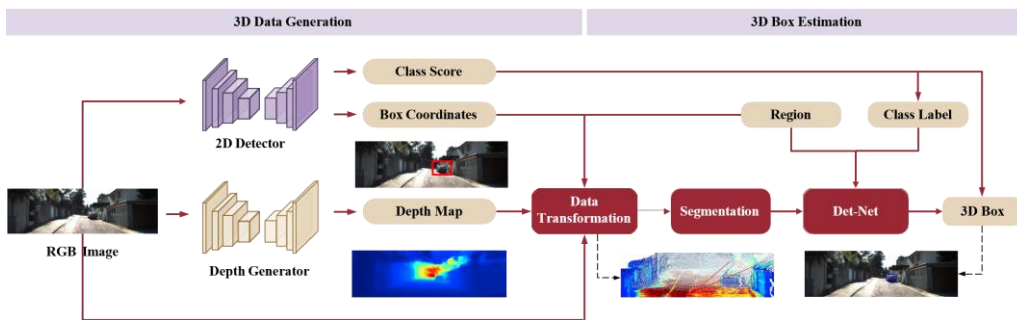 3D Data Generation
3D Box Estimation
Class Score
Box Coordinates
Region
Class Label
2D Detector
Depth Map
Data
Transformation
Segmentation
Det-Net
3D Box
RGB Image
Depth Generator